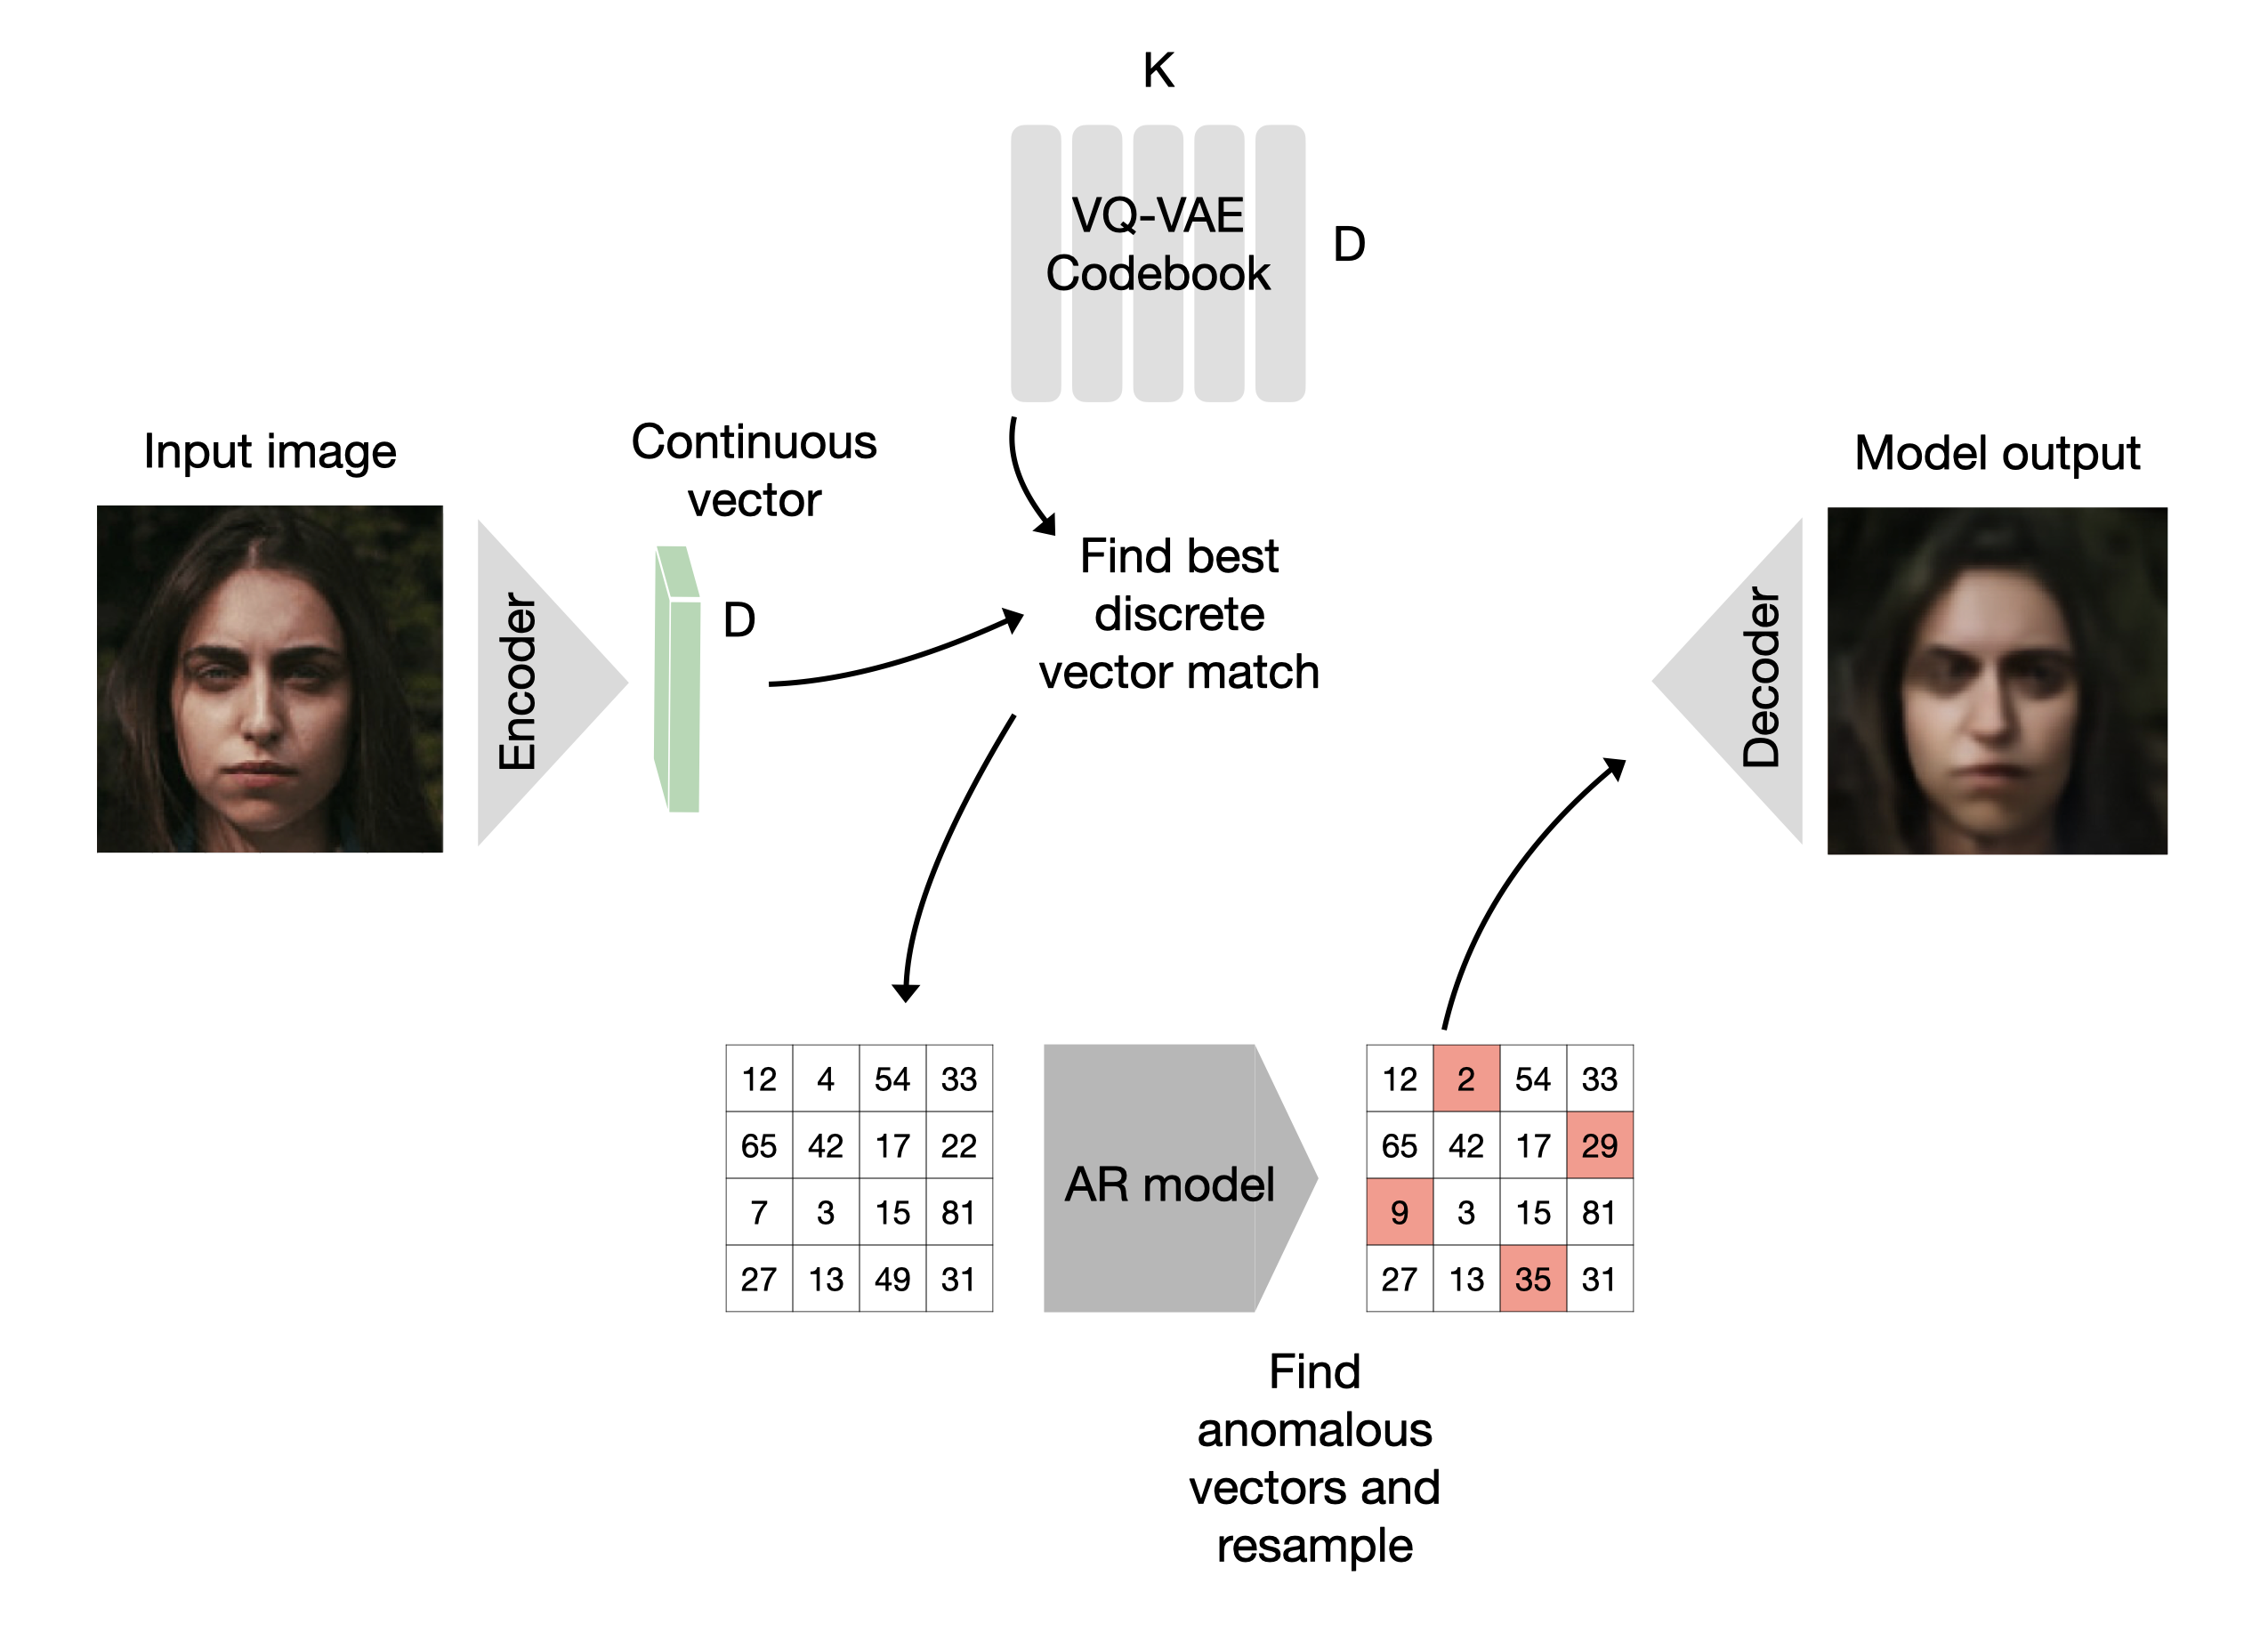 K
VQ-VAE
Codebook
D
Input image
Continuous
vector
Model output
Encoder
D
Find best
discrete
vector match
Decoder
12 4 54 33
65 42 17 22
7 3 15 81
27 13 49 31
AR model
12 2 54 33
65 42 17 29
9 3 15 81
27 13 35 31
Find
anomalous
vectors and
resample